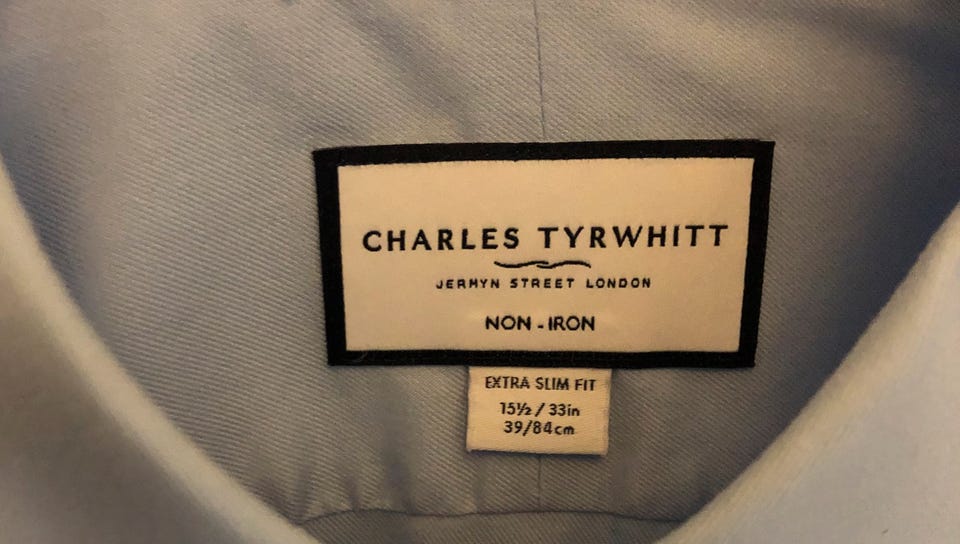 CHARLES TYRWHITT
JERMYN STREET LONDON
NON-IRON
EXTRA SLIM FIT
15½/33in
39/84cm